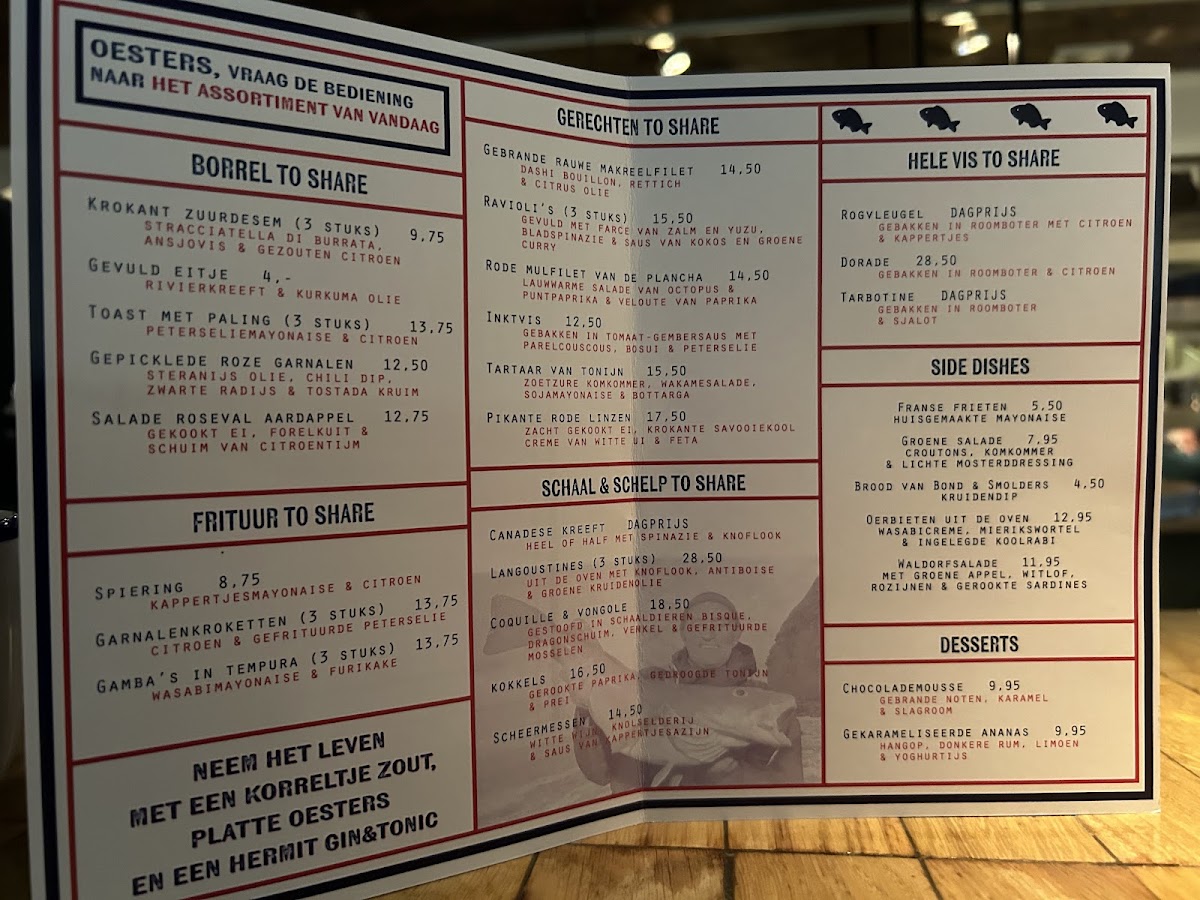 OESTERS, VRAAG DE BEDIENING
NAAR HET ASSORTIMENT VAN VANDAAG
BORREL TO SHARE
KROKANT ZUURDESEM (3 STUKS) 9,75
STRACCIATELLA DI BURRATA,
ANSJOVIS & GEZOUTEN CITROEN
GEVULD EITJE 4,-
RIVIERKREEFT & KURKUMA OLIE
TOAST MET PALING (3 STUKS) 13,75
PETERSELIEMAYONAISE & CITROEN
GEPICKLEDE ROZE GARNALEN 12,50
STERANIJS OLIE, CHILI DIP,
ZWARTE RADIJS & TOSTADA KRUIM
SALADE ROSEVAL AARDAPPEL 12,75
GEKOOKT EI, FORELKUIT &
SCHUIM VAN CITROENTIJM
FRITUUR TO SHARE
SPIERING 8,75
KAPPERTJESMAYONAISE & CITROEN
GARNALENKROKETTEN (3 STUKS) 13,75
CITROEN & GEFRITUURDE PETERSELIE
GAMBA'S IN TEMPURA (3 STUKS) 13,75
WASABIMAYONAISE & FURIKAKE
NEEM HET LEVEN
MET EEN KORRELTJE ZOUT,
PLATTE OESTERS
EN EEN HERMIT GIN&TONIC
GERECHTEN TO SHARE
GEBRANDE RAUWE MAKREELFILET 14,50
DASHI BOUILLON, RETTICH
& CITRUS OLIE
RAVIOLI'S (3 STUKS) 15,50
GEVULD MET FARCE VAN ZALM EN YUZU,
BLADSPINAZIE & SAUS VAN KOKOS EN GROENE
CURRY
RODE MULFILET VAN DE PLANCHA 14,50
LAUWWARME SALADE VAN OCTOPUS &
PUNTPAPRIKA & VELOUTE VAN PAPRIKA
INKTVIS 12,50
GEBAKKEN IN TOMAAT-GEMBERSAUS MET
PARELCOUSCOUS, BOSUI & PETERSELIE
TARTAAR VAN TONIJN 15,50
ZOETZURE KOMKOMMER, WAKAMESALADE,
SOJAMAYONAISE & BOTTARGA
PIKANTE RODE LINZEN 17,50
ZACHT GEKOOKT EI, KROKANTE SAVOOIEKOOL
CREME VAN WITTE UI & FETA
SCHAAL & SCHELP TO SHARE
CANADESE KREEFT DAGPRIJS
HEEL OF HALF MET SPINAZIE & KNOFLOOK
LANGOUSTINES (3 STUKS) 28,50
UIT DE OVEN MET KNOFLOOK, ANTIBOISE
& GROENE KRUIDENOLIE
COQUILLE & VONGOLE 18,50
GESTOOFD IN SCHAALDIEREN BISQUE,
DRAGONSCHUIM, VENKEL & GEFRITUURDE
MOSSELEN
KOKKELS 16,50
GEROOKTE PAPRIKA, GEDROOGDE TONIJN
& PREI
SCHEERMESSEN 14,50
WITTE WIJN, KNOLSELDERIJ
& SAUS VAN KAPPERTJESAZIJN
HELE VIS TO SHARE
ROGVLEUGEL DAGPRIJS
GEBAKKEN IN ROOMBOTER MET CITROEN
& KAPPERTJES
DORADE 28,50
GEBAKKEN IN ROOMBOTER & CITROEN
TARBOTINE DAGPRIJS
GEBAKKEN IN ROOMBOTER
& SJALOT
SIDE DISHES
FRANSE FRIETEN 5,50
HUISGEMAAKTE MAYONAISE
GROENE SALADE 7,95
CROUTONS, KOMKOMMER
& LICHTE MOSTERDDRESSING
BROOD VAN BOND & SMOLDERS 4,50
KRUIDENDIP
OERBIETEN UIT DE OVEN 12,95
WASABICREME, MIERIKSWORTEL
& INGELEGDE KOOLRABI
WALDORFSALADE 11,95
MET GROENE APPEL, WITLOF,
ROZIJNEN & GEROOKTE SARDINES
DESSERTS
CHOCOLADEMOUSSE 9,95
GEBRANDE NOTEN, KARAMEL
& SLAGROOM
GEKARAMELISEERDE ANANAS 9,95
HANGOP, DONKERE RUM, LIMOEN
& YOGHURTIJS